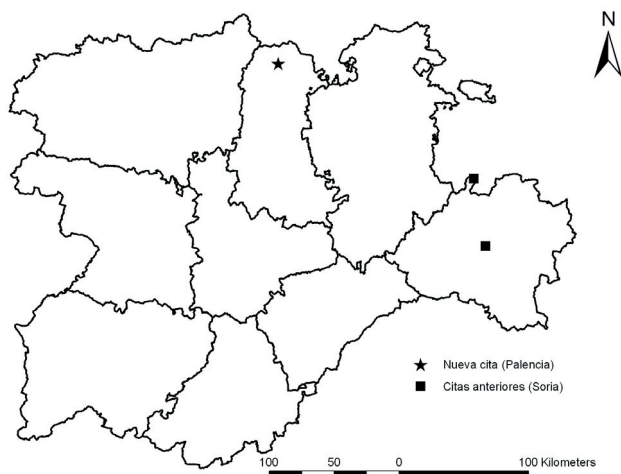 N
Nueva cita (Palencia)
Citas anteriores (Soria)
100 50 0 100 Kilometers